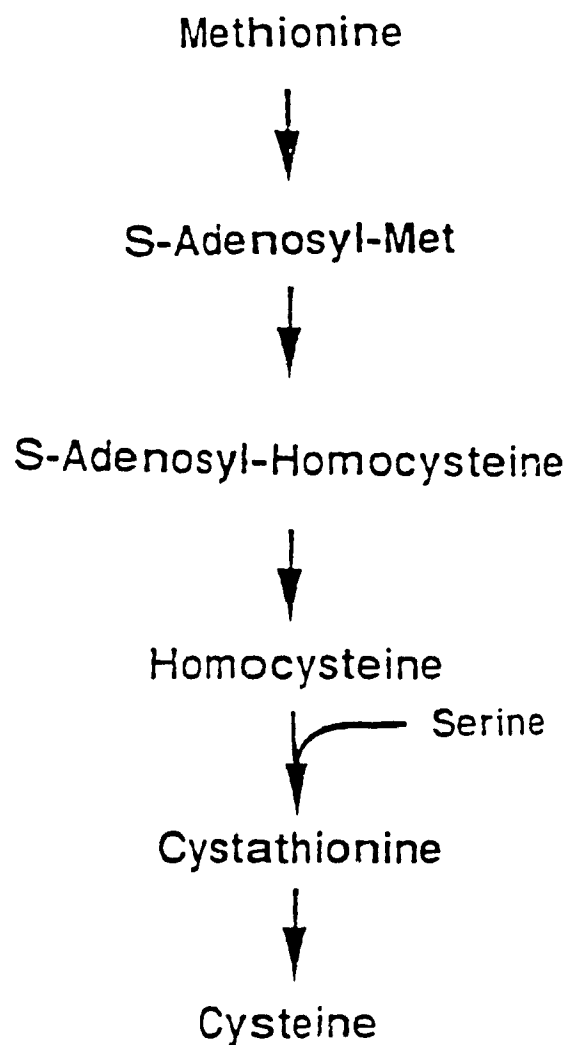 Methionine
S-Adenosyl-Met
S-Adenosyl-Homocysteine
Homocysteine
Serine
Cystathionine
Cysteine